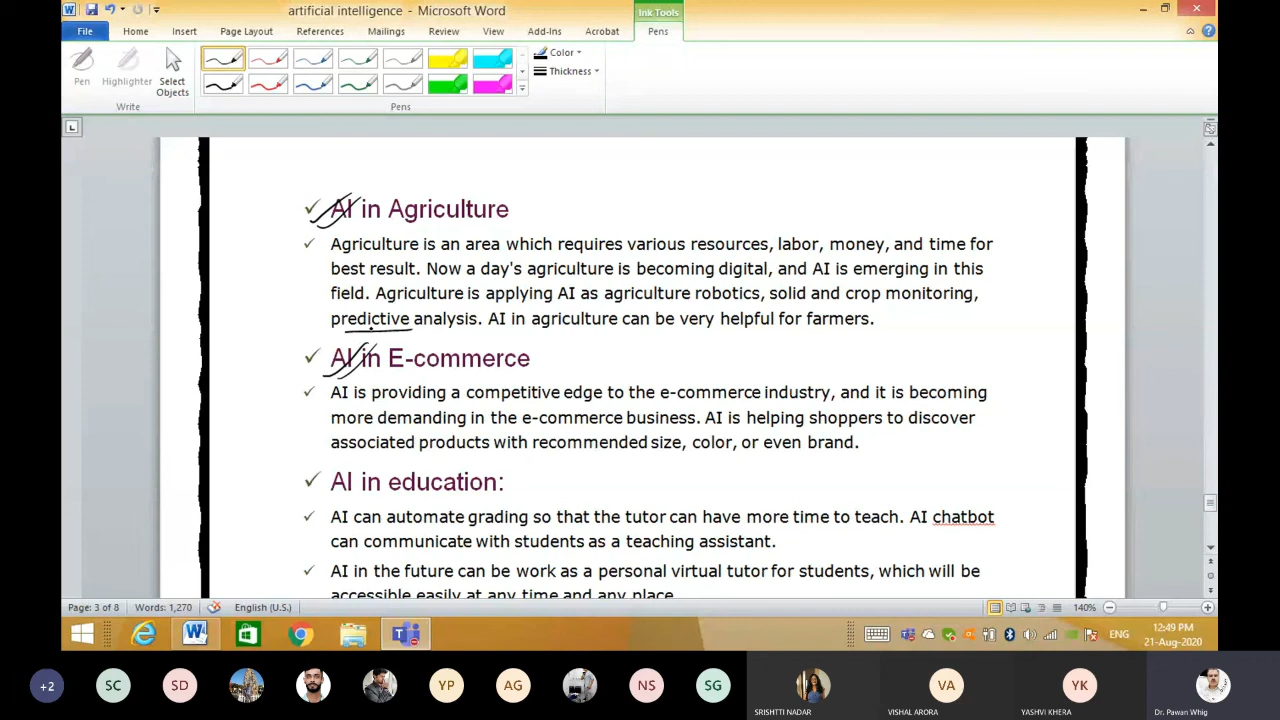 artificial intelligence - Microsoft Word
Ink Tools
File Home Insert Page Layout References Mailings Review View Add-Ins Acrobat Pens
Pen Highlighter Select Objects
Color
Thickness
Write Pens
AI in Agriculture
Agriculture is an area which requires various resources, labor, money, and time for
best result. Now a day's agriculture is becoming digital, and AI is emerging in this
field. Agriculture is applying AI as agriculture robotics, solid and crop monitoring,
predictive analysis. AI in agriculture can be very helpful for farmers.
AI in E-commerce
AI is providing a competitive edge to the e-commerce industry, and it is becoming
more demanding in the e-commerce business. AI is helping shoppers to discover
associated products with recommended size, color, or even brand.
AI in education:
AI can automate grading so that the tutor can have more time to teach. AI chatbot
can communicate with students as a teaching assistant.
AI in the future can be work as a personal virtual tutor for students, which will be
accessible easily at any time and any place.
Page: 3 of 8 Words: 1,270 English (U.S.) 140%
ENG 12:49 PM
21-Aug-2020
+2 SC SD YP AG NS SG VA YK
SRISHTTI NADAR VISHAL ARORA YASHVI KHERA Dr. Pawan Whig